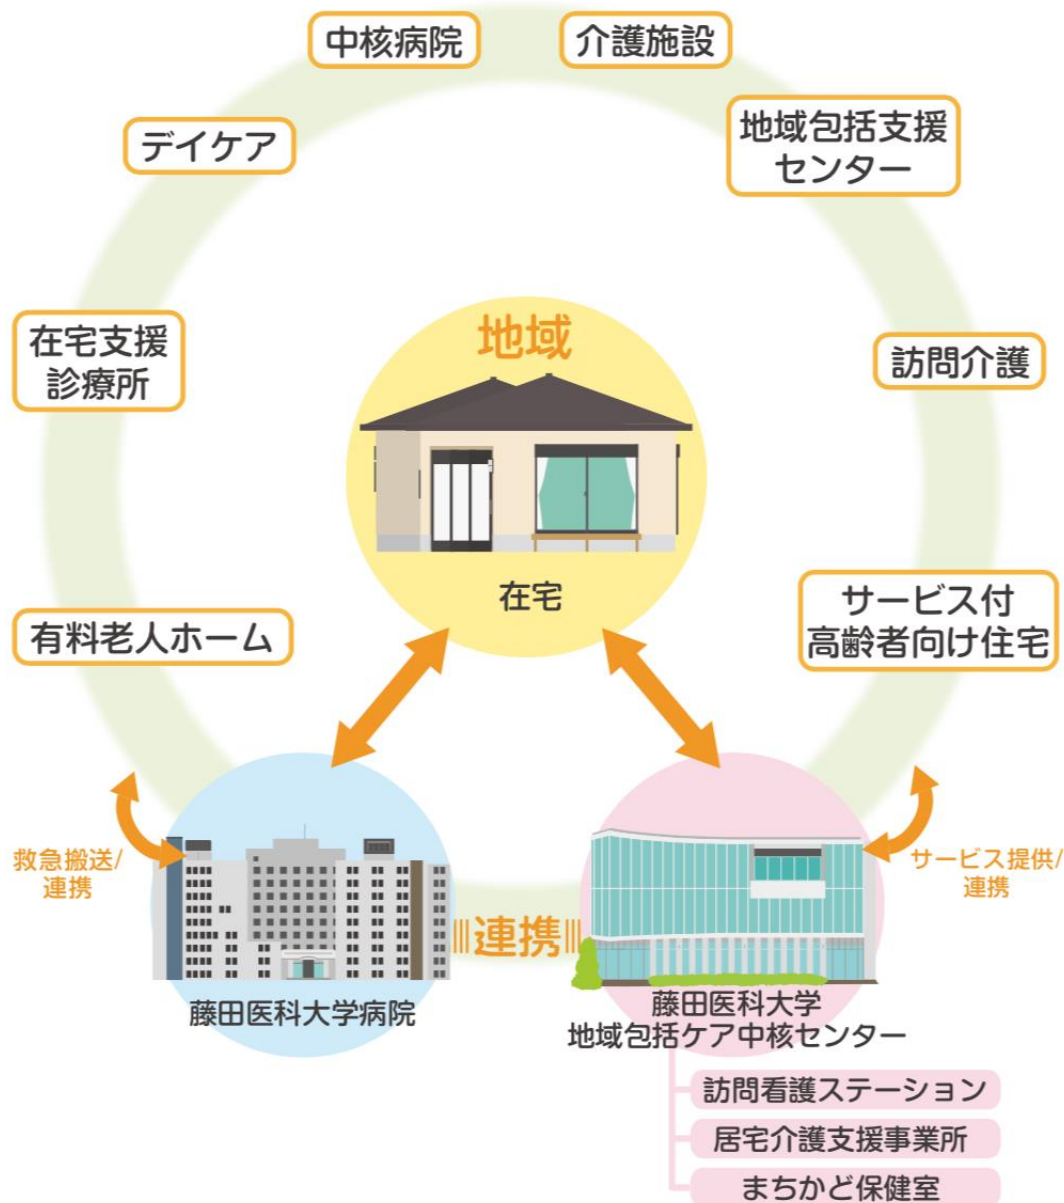 中核病院
介護施設
デイケア
地域包括支援
センター
在宅支援
診療所
地域
訪問介護
在宅
有料老人ホーム
サービス付
高齢者向け住宅
救急搬送/
連携
サービス提供/
連携
連携
藤田医科大学病院
藤田医科大学
地域包括ケア中核センター
訪問看護ステーション
居宅介護支援事業所
まちかど保健室